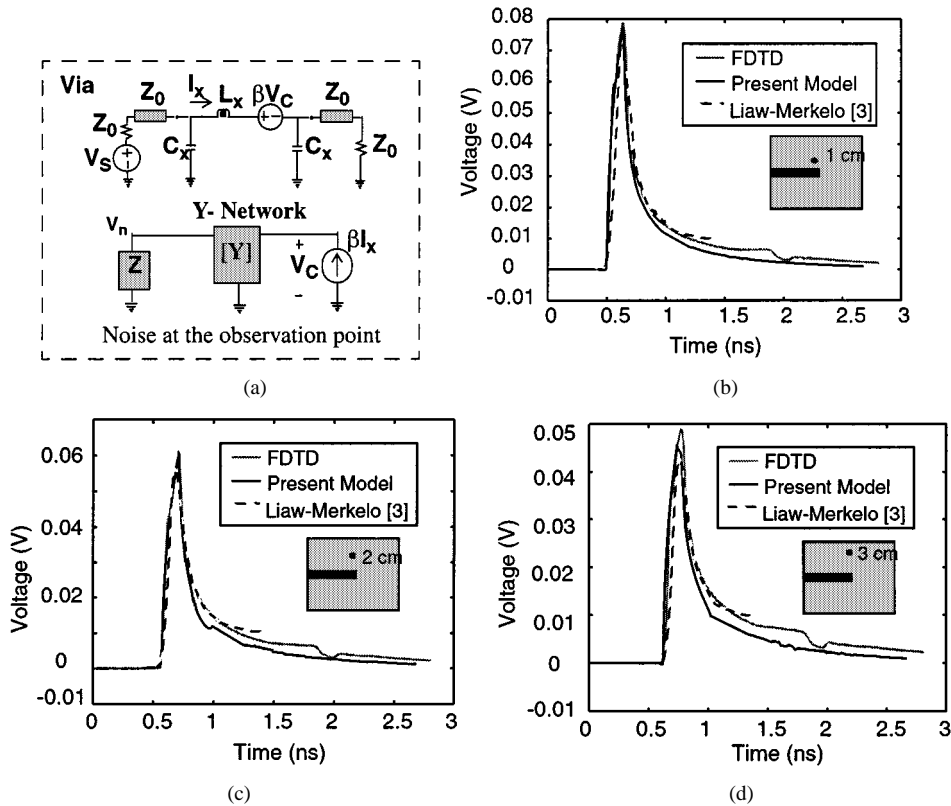 Via
Z0 Ix Lx βVC Z0
Z0 Cx Cx Z0
VS
Y- Network
Vn [Y] βIx
Z VC
Noise at the observation point
(a)
0.08
0.07
0.06
0.05
0.04
0.03
0.02
0.01
0
-0.01
Voltage (V)
FDTD
Present Model
Liaw-Merkelo [3]
1 cm
0 0.5 1 1.5 2 2.5 3
Time (ns)
(b)
0.06
0.04
0.02
0
-0.01
Voltage (V)
FDTD
Present Model
Liaw-Merkelo [3]
2 cm
0 0.5 1 1.5 2 2.5 3
Time (ns)
(c)
0.05
0.04
0.03
0.02
0.01
0
-0.01
Voltage (V)
FDTD
Present Model
Liaw-Merkelo [3]
3 cm
0 0.5 1 1.5 2 2.5 3
Time (ns)
(d)